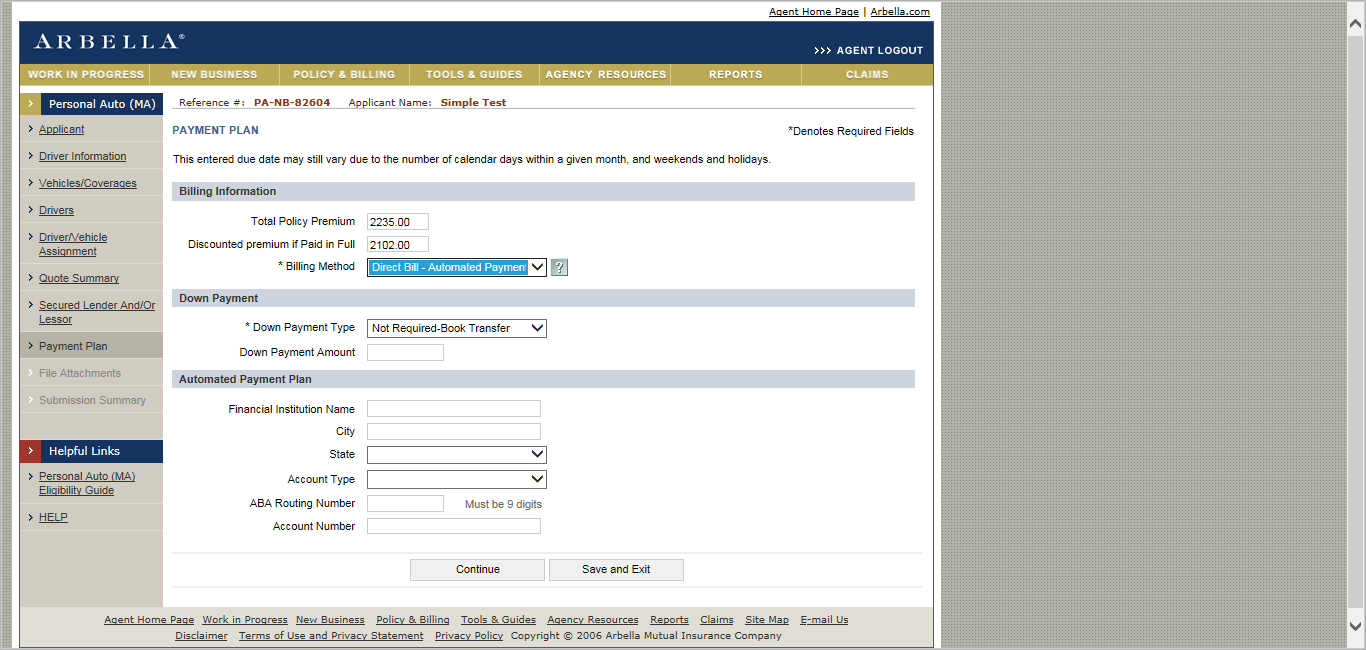 Agent Home Page | Arbella.com
ARBELLA®
>>> AGENT LOGOUT
WORK IN PROGRESS NEW BUSINESS POLICY & BILLING TOOLS & GUIDES AGENCY RESOURCES REPORTS CLAIMS
Personal Auto (MA)
Applicant
Driver Information
Vehicles/Coverages
Drivers
Driver/Vehicle
Assignment
Quote Summary
Secured Lender And/Or
Lessor
Payment Plan
File Attachments
Submission Summary
Helpful Links
Personal Auto (MA)
Eligibility Guide
HELP
Reference #: PA-NB-82604 Applicant Name: Simple Test
PAYMENT PLAN
*Denotes Required Fields
This entered due date may still vary due to the number of calendar days within a given month, and weekends and holidays.
Billing Information
Total Policy Premium 2235.00
Discounted premium if Paid in Full 2102.00
* Billing Method Direct Bill - Automated Paymen ?
Down Payment
* Down Payment Type Not Required-Book Transfer
Down Payment Amount
Automated Payment Plan
Financial Institution Name
City
State
Account Type
ABA Routing Number Must be 9 digits
Account Number
Continue Save and Exit
Agent Home Page Work in Progress New Business Policy & Billing Tools & Guides Agency Resources Reports Claims Site Map E-mail Us
Disclaimer Terms of Use and Privacy Statement Privacy Policy Copyright © 2006 Arbella Mutual Insurance Company